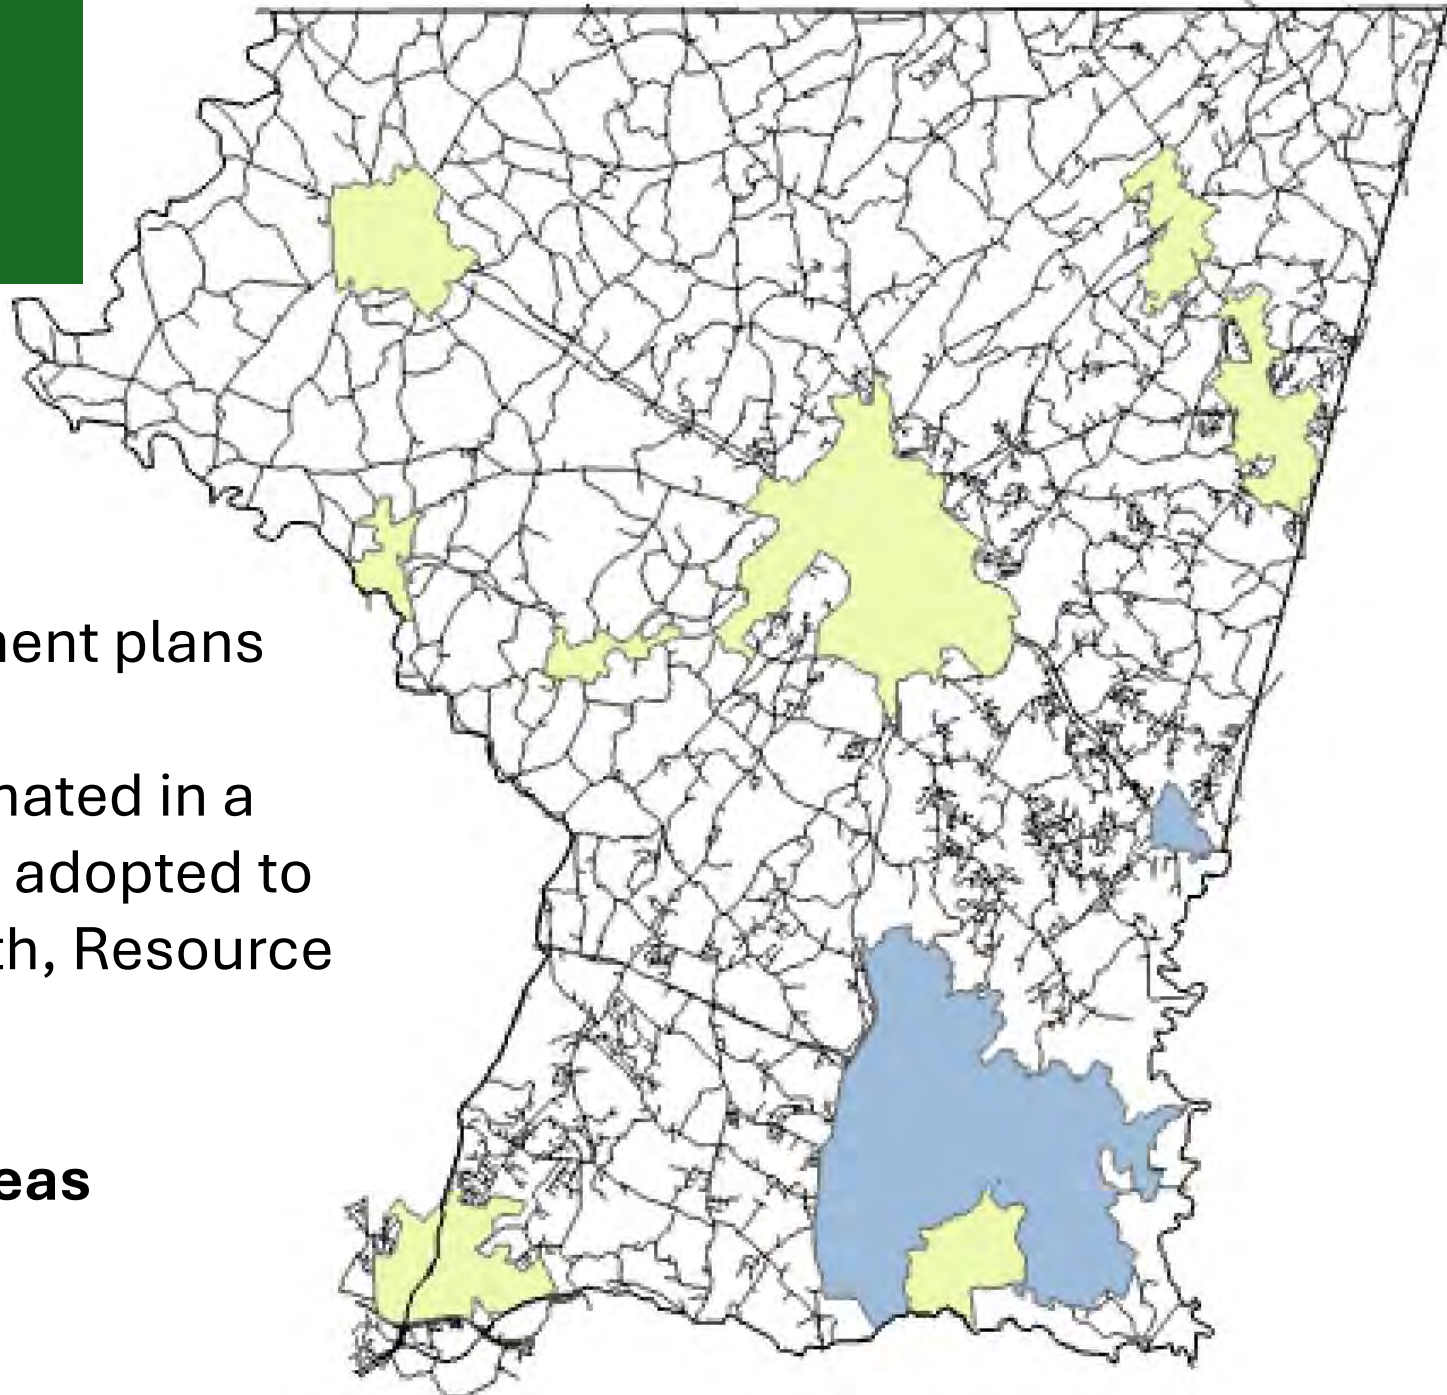 ment plans
nated in a
adopted to
th, Resource
eas